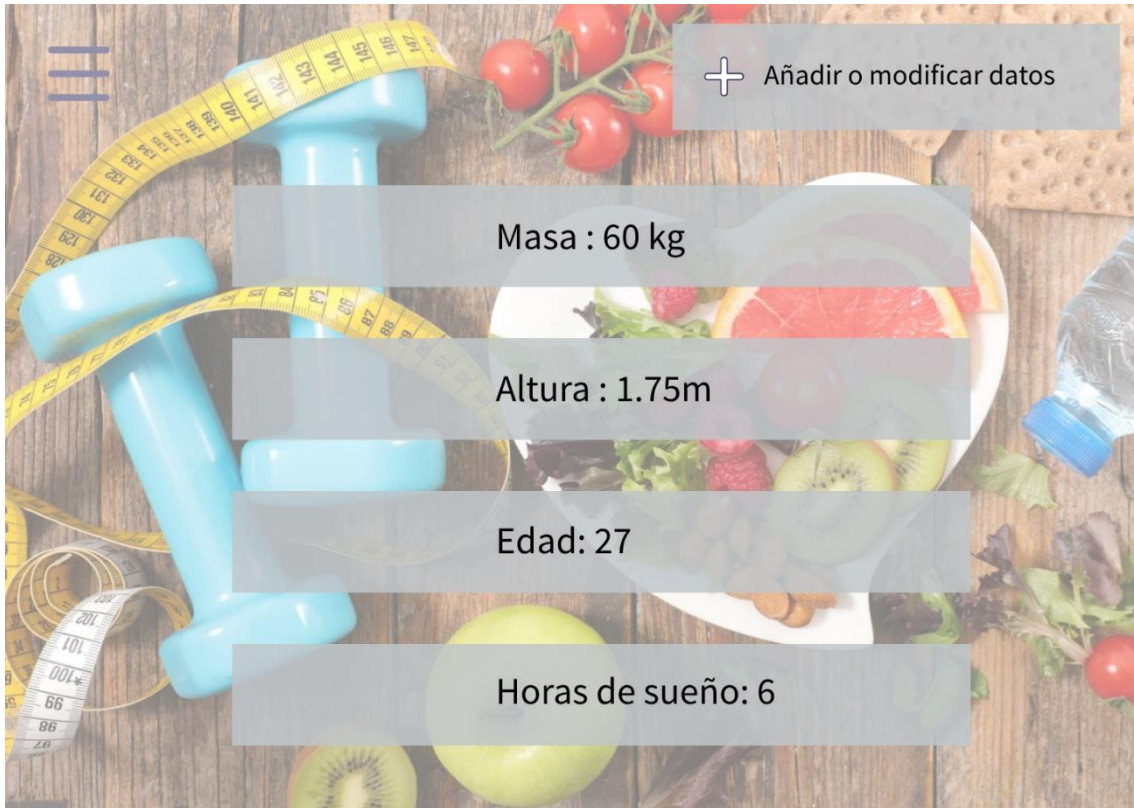 Añadir o modificar datos
Masa : 60 kg
Altura : 1.75m
Edad: 27
Horas de sueño: 6